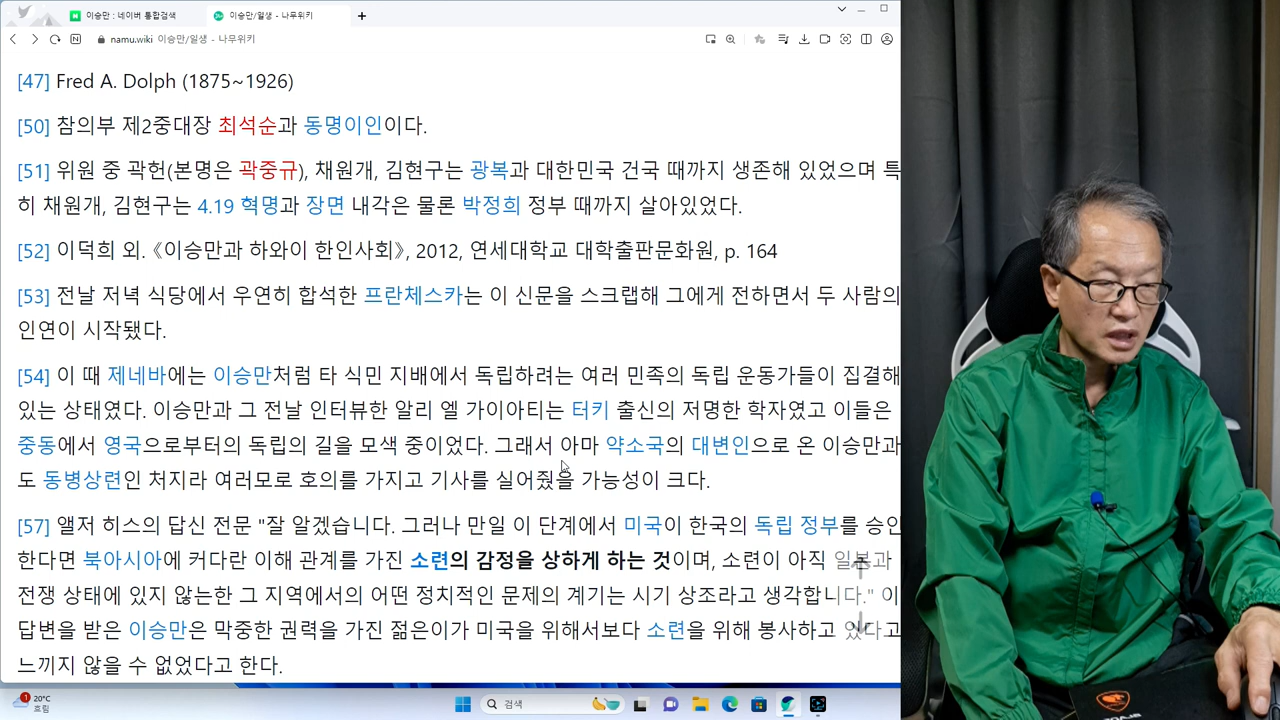 이승만 : 네이버 통합검색
이승만/일생 - 나무위키
namu.wiki 이승만/일생 - 나무위키
[47] Fred A. Dolph (1875~1926)
[50] 참의부 제2중대장 최석순과 동명이인이다.
[51] 위원 중 곽헌(본명은 곽중규), 채원개, 김현구는 광복과 대한민국 건국 때까지 생존해 있었으며 특
히 채원개, 김현구는 4.19 혁명과 장면 내각은 물론 박정희 정부 때까지 살아있었다.
[52] 이덕희 외.《이승만과 하와이 한인사회》, 2012, 연세대학교 대학출판문화원, p. 164
[53] 전날 저녁 식당에서 우연히 합석한 프란체스카는 이 신문을 스크랩해 그에게 전하면서 두 사람의
인연이 시작됐다.
[54] 이 때 제네바에는 이승만처럼 타 식민 지배에서 독립하려는 여러 민족의 독립 운동가들이 집결해
있는 상태였다. 이승만과 그 전날 인터뷰한 알리 엘 가이아티는 터키 출신의 저명한 학자였고 이들은
중동에서 영국으로부터의 독립의 길을 모색 중이었다. 그래서 아마 약소국의 대변인으로 온 이승만과
도 동병상련인 처지라 여러모로 호의를 가지고 기사를 실어줬을 가능성이 크다.
[57] 앨저 히스의 답신 전문 "잘 알겠습니다. 그러나 만일 이 단계에서 미국이 한국의 독립 정부를 승인
한다면 북아시아에 커다란 이해 관계를 가진 소련의 감정을 상하게 하는 것이며, 소련이 아직 일본과
전쟁 상태에 있지 않는한 그 지역에서의 어떤 정치적인 문제의 계기는 시기 상조라고 생각합니다." 이
답변을 받은 이승만은 막중한 권력을 가진 젊은이가 미국을 위해서보다 소련을 위해 봉사하고 있다고
느끼지 않을 수 없었다고 한다.
1
20°C
흐림
검색